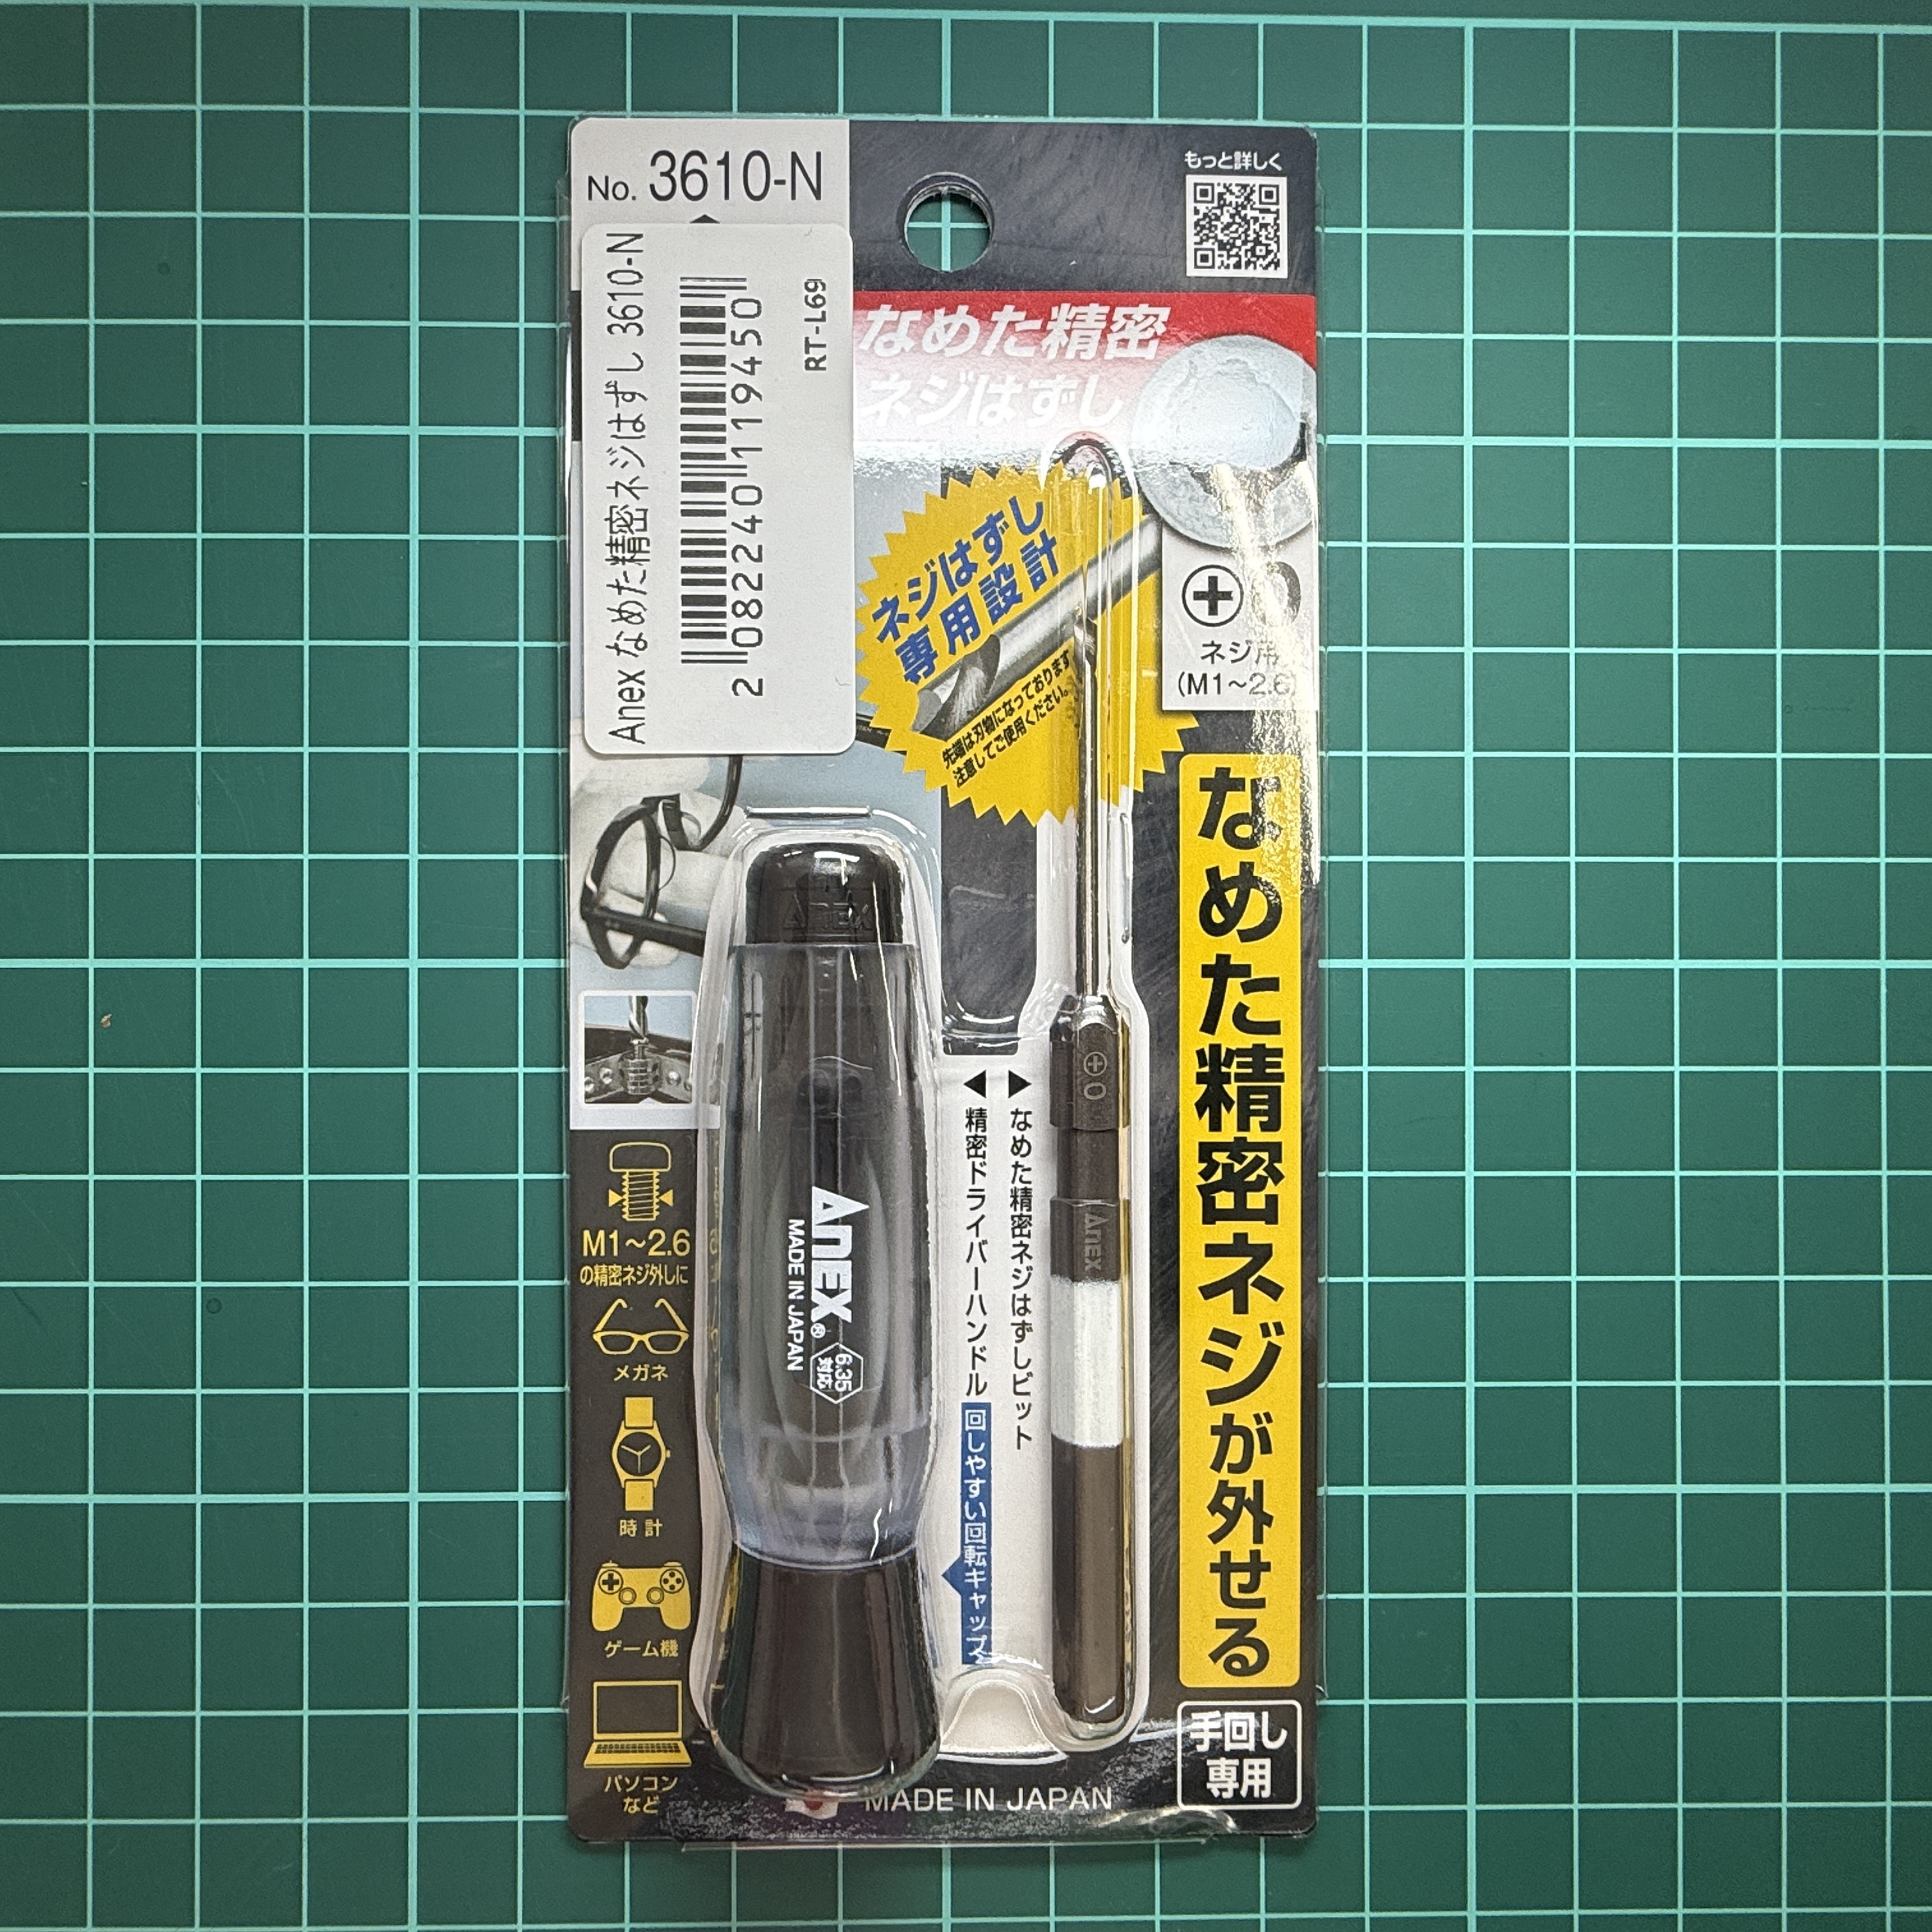 No. 3610-N
もっと詳しく
Anex なめた精密ネジはずし 3610-N
2 082240 119450
RT-L69
なめた精密
ネジはずし
ネジはずし
専用設計
先端は刃物になっております。
注意してご使用ください。
⊕0
ネジ用
(M1～2.6)
なめた精密ネジが外せる
手回し
専用
ANEX
⊕0
ANEX
なめた精密ネジはずしビット
精密ドライバーハンドル
回しやすい回転キャップ
ANEX®
MADE IN JAPAN
6.35
対応
M1～2.6
の精密ネジ外しに
メガネ
時計
ゲーム機
パソコン
など
MADE IN JAPAN